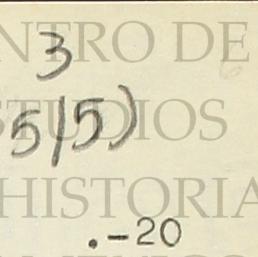 NTRO DE
3
STUDIOS
5/5)
HISTORIA
.-20